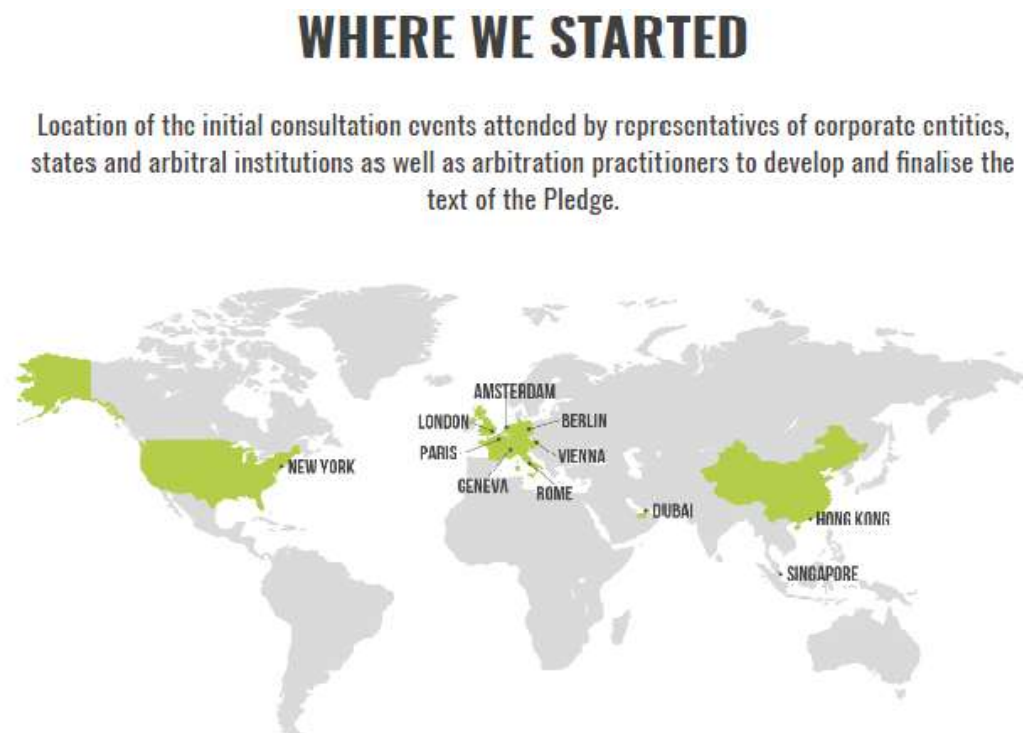 WHERE WE STARTED
Location of the initial consultation events attended by representatives of corporate entities,
states and arbitral institutions as well as arbitration practitioners to develop and finalise the
text of the Pledge.
AMSTERDAM
LONDON
BERLIN
PARIS
VIENNA
NEW YORK
GENEVA
ROME
DUBAI
HONG KONG
SINGAPORE